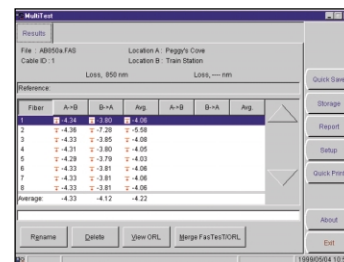 MultiTest
Results
File : AB850a.FAS Location A : Peggy's Cove
Cable ID : 1 Location B : Train Station
Loss, 850 nm Loss, ---- nm
Reference:
Fiber A->B B->A Avg. A->B B->A Avg.
1 -4.34 -3.80 -4.06
2 -4.36 -7.28 -5.58
3 -4.33 -3.85 -4.08
4 -4.31 -3.80 -4.05
5 -4.29 -3.79 -4.03
6 -4.33 -3.81 -4.06
7 -4.33 -3.81 -4.06
8 -4.33 -3.81 -4.06
Average: -4.33 -4.12 -4.22
Rename Delete View ORL Merge FasTesT/ORL
Quick Save
Storage
Report
Setup
Quick Print
About
Exit